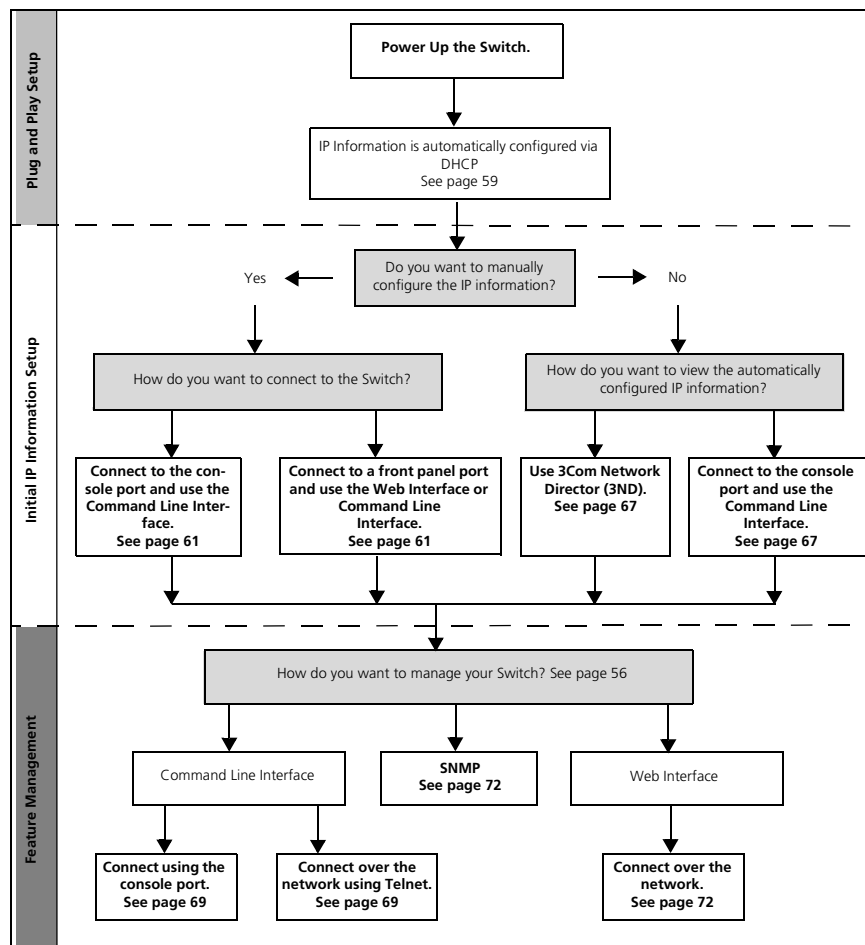 Plug and Play Setup
Power Up the Switch.
IP Information is automatically configured via
DHCP
See page 59
Initial IP Information Setup
Do you want to manually
configure the IP information?
Yes
No
How do you want to connect to the Switch?
How do you want to view the automatically
configured IP information?
Connect to the con-
sole port and use the
Command Line Inter-
face.
See page 61
Connect to a front panel port
and use the Web Interface or
Command Line
Interface.
See page 61
Use 3Com Network
Director (3ND).
See page 67
Connect to the console
port and use the
Command Line
Interface.
See page 67
Feature Management
How do you want to manage your Switch? See page 56
Command Line Interface
SNMP
See page 72
Web Interface
Connect using the
console port.
See page 69
Connect over the
network using Telnet.
See page 69
Connect over the
network.
See page 72